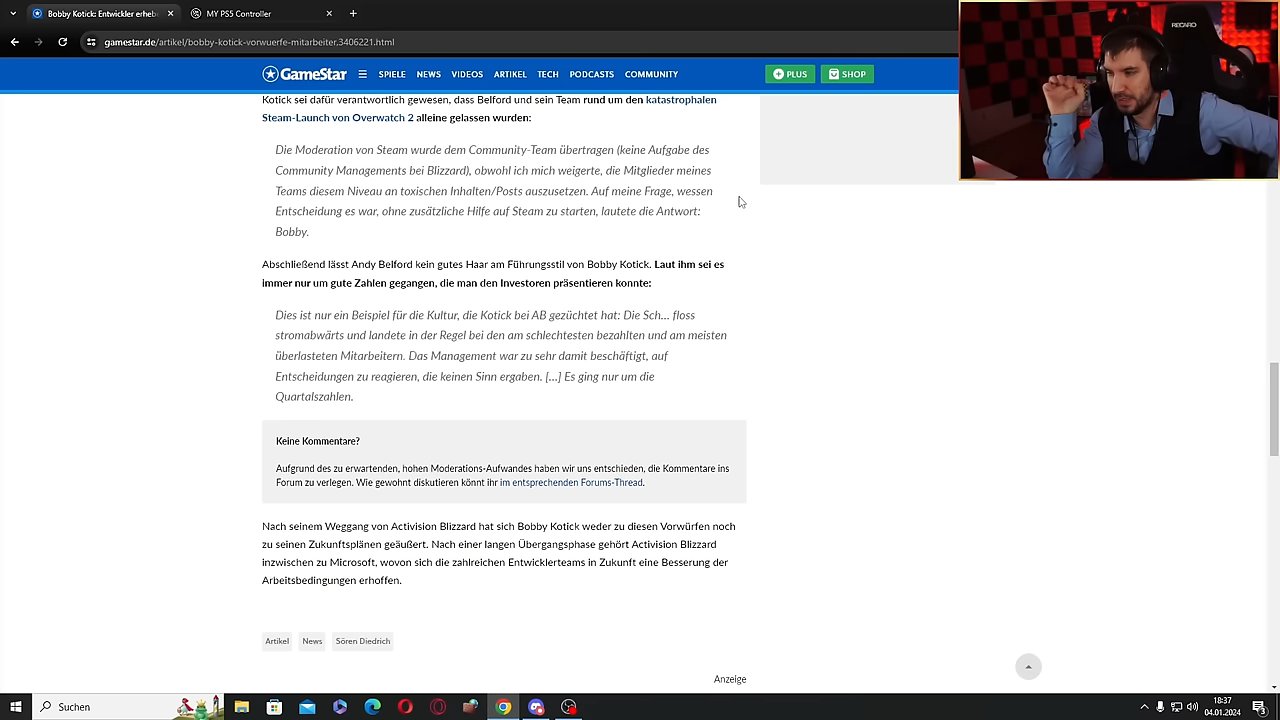 Bobby Kotick: Entwickler erheb
MY PS5 Controller
gamestar.de/artikel/bobby-kotick-vorwuerfe-mitarbeiter,3406221.html
GameStar
SPIELE NEWS VIDEOS ARTIKEL TECH PODCASTS COMMUNITY
PLUS
SHOP
RECARO
Kotick sei dafür verantwortlich gewesen, dass Belford und sein Team rund um den katastrophalen
Steam-Launch von Overwatch 2 alleine gelassen wurden:
Die Moderation von Steam wurde dem Community-Team übertragen (keine Aufgabe des
Community Managements bei Blizzard), obwohl ich mich weigerte, die Mitglieder meines
Teams diesem Niveau an toxischen Inhalten/Posts auszusetzen. Auf meine Frage, wessen
Entscheidung es war, ohne zusätzliche Hilfe auf Steam zu starten, lautete die Antwort:
Bobby.
Abschließend lässt Andy Belford kein gutes Haar am Führungsstil von Bobby Kotick. Laut ihm sei es
immer nur um gute Zahlen gegangen, die man den Investoren präsentieren konnte:
Dies ist nur ein Beispiel für die Kultur, die Kotick bei AB gezüchtet hat: Die Sch... floss
stromabwärts und landete in der Regel bei den am schlechtesten bezahlten und am meisten
überlasteten Mitarbeitern. Das Management war zu sehr damit beschäftigt, auf
Entscheidungen zu reagieren, die keinen Sinn ergaben. [...] Es ging nur um die
Quartalszahlen.
Keine Kommentare?
Aufgrund des zu erwartenden, hohen Moderations-Aufwandes haben wir uns entschieden, die Kommentare ins
Forum zu verlegen. Wie gewohnt diskutieren könnt ihr im entsprechenden Forums-Thread.
Nach seinem Weggang von Activision Blizzard hat sich Bobby Kotick weder zu diesen Vorwürfen noch
zu seinen Zukunftsplänen geäußert. Nach einer langen Übergangsphase gehört Activision Blizzard
inzwischen zu Microsoft, wovon sich die zahlreichen Entwicklerteams in Zukunft eine Besserung der
Arbeitsbedingungen erhoffen.
Artikel
News
Sören Diedrich
Anzeige
Suchen
18:37
04.01.2024